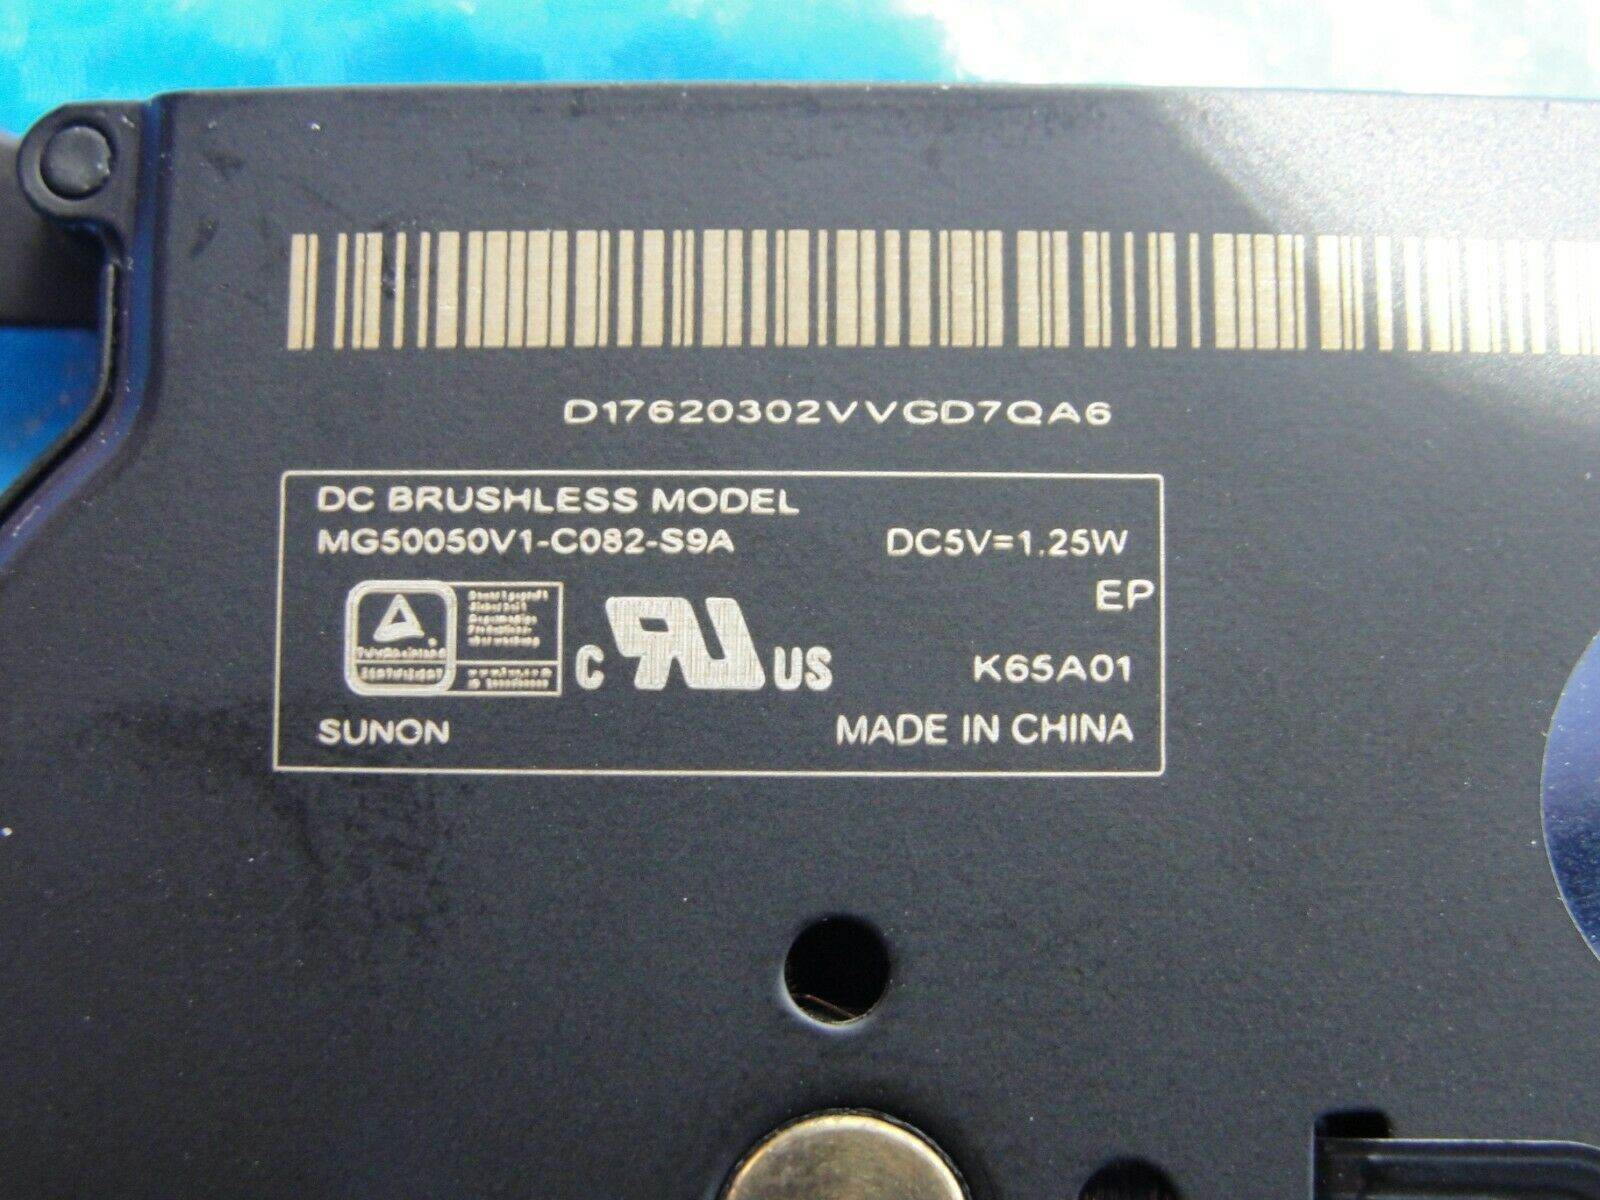 D17620302VVGD7QA6
DC BRUSHLESS MODEL
MG50050V1-C082-S9A DC5V=1.25W
EP
C US
K65A01
SUNON MADE IN CHINA